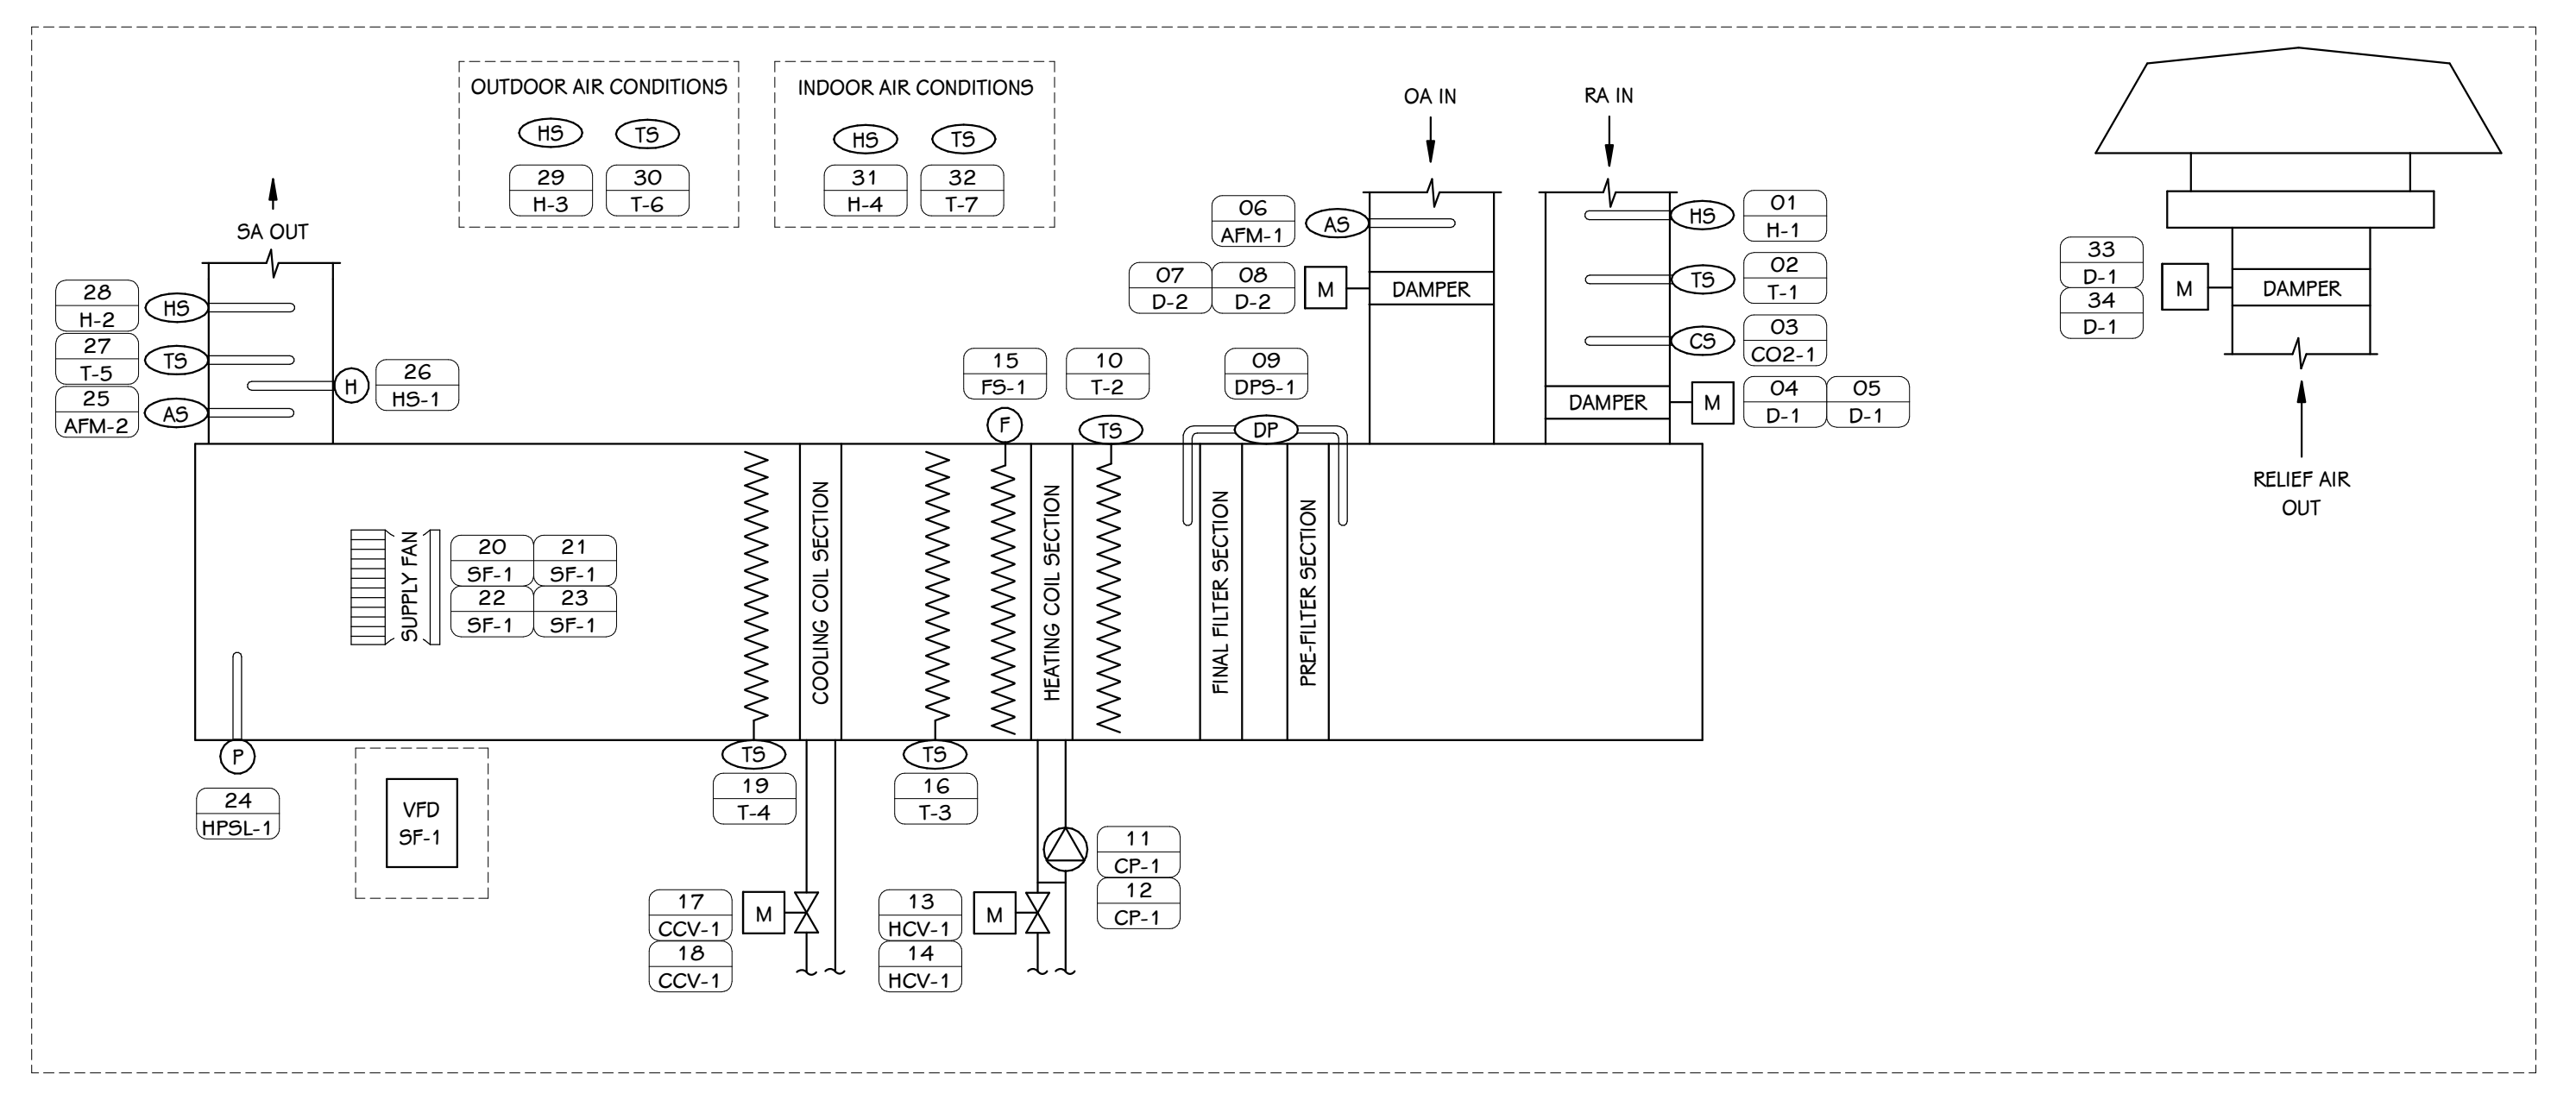 OUTDOOR AIR CONDITIONS
HS TS
29 30
H-3 T-6
INDOOR AIR CONDITIONS
HS TS
31 32
H-4 T-7
OA IN
RA IN
SA OUT
06
AFM-1
AS
07 08
D-2 D-2
M
DAMPER
HS
01
H-1
TS
02
T-1
CS
03
CO2-1
DAMPER
M
04 05
D-1 D-1
33
D-1
34
D-1
M
DAMPER
RELIEF AIR
OUT
28
H-2
HS
27
T-5
TS
25
AFM-2
AS
H
26
HS-1
15
FS-1
F
10
T-2
TS
09
DPS-1
DP
SUPPLY FAN
20 21
SF-1 SF-1
22 23
SF-1 SF-1
COOLING COIL SECTION
HEATING COIL SECTION
FINAL FILTER SECTION
PRE-FILTER SECTION
P
24
HPSL-1
VFD
SF-1
TS
19
T-4
TS
16
T-3
11
CP-1
12
CP-1
17
CCV-1
18
CCV-1
M
13
HCV-1
14
HCV-1
M